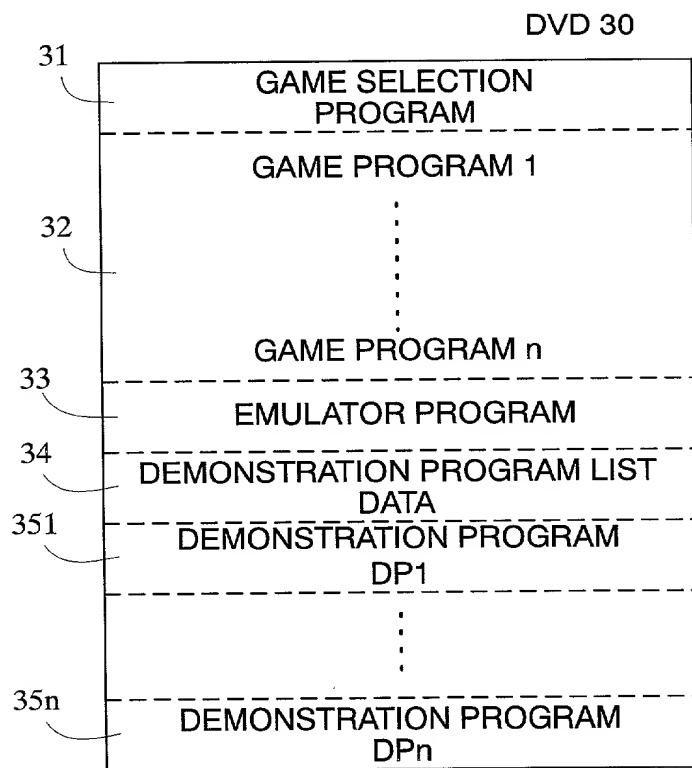 DVD 30
31
GAME SELECTION
PROGRAM
GAME PROGRAM 1
32
GAME PROGRAM n
33
EMULATOR PROGRAM
34
DEMONSTRATION PROGRAM LIST
DATA
351
DEMONSTRATION PROGRAM
DP1
35n
DEMONSTRATION PROGRAM
DPn